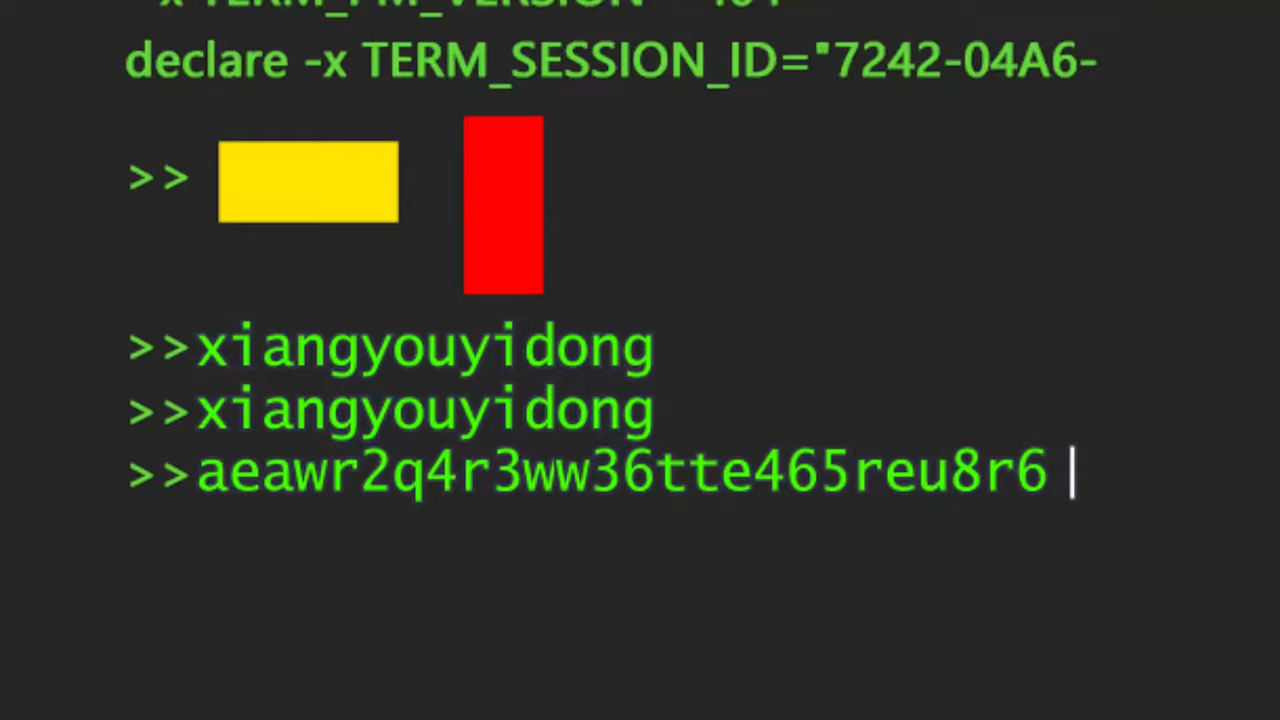 declare -x TERM_SESSION_ID="7242-04A6-
>>
>>xiangyouyidong
>>xiangyouyidong
>>aeawr2q4r3ww36tte465reu8r6